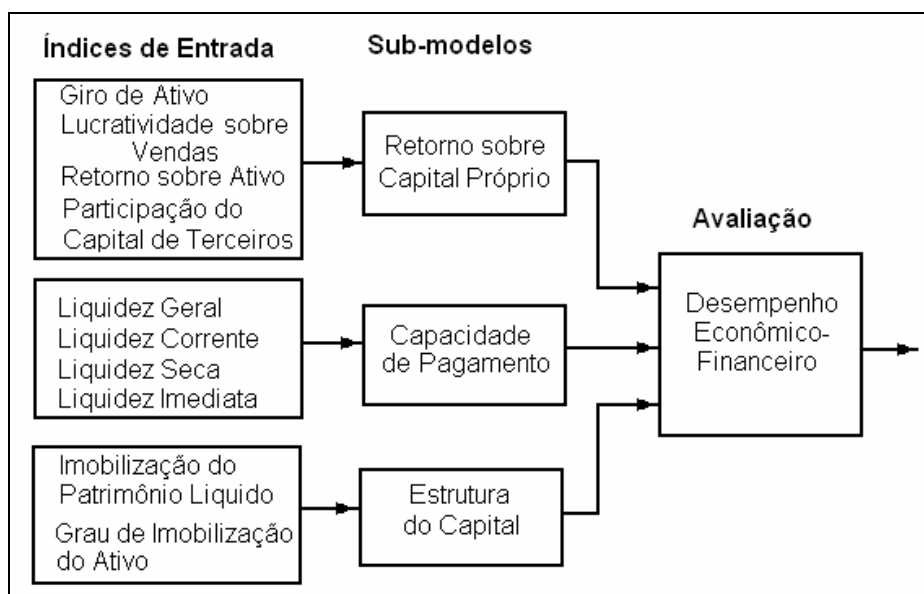 Índices de Entrada
Sub-modelos
Giro de Ativo
Lucratividade sobre
Vendas
Retorno sobre Ativo
Participação do
Capital de Terceiros
Retorno sobre
Capital Próprio
Avaliação
Liquidez Geral
Liquidez Corrente
Liquidez Seca
Liquidez Imediata
Capacidade
de Pagamento
Desempenho
Econômico-
Financeiro
Imobilização do
Patrimônio Liquido
Grau de Imobilização
do Ativo
Estrutura
do Capital